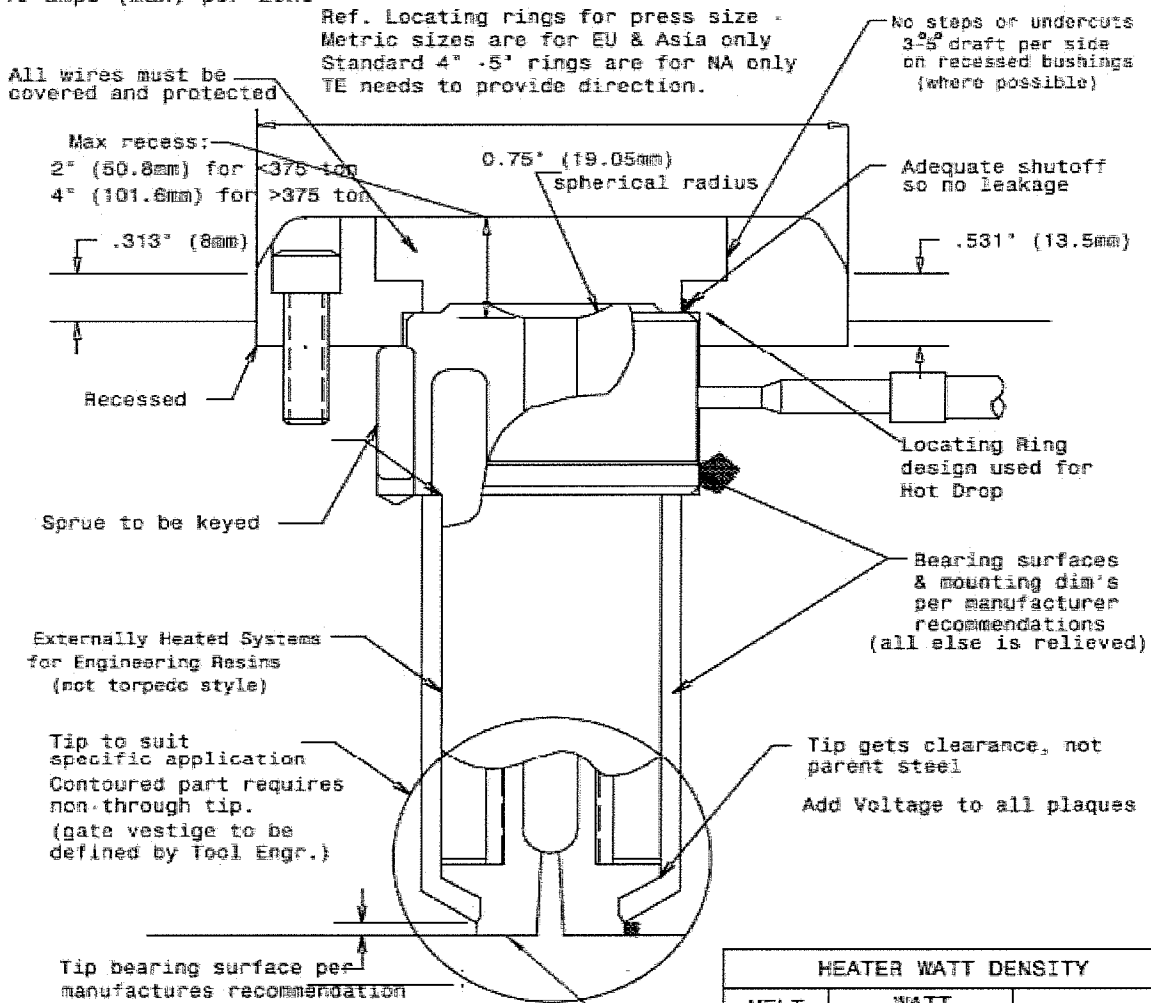 amps (max) per zone
Ref. Locating rings for press size -
Metric sizes are for EU & Asia only
Standard 4" -5" rings are for NA only
TE needs to provide direction.
No steps or undercuts
3°-5° draft per side
on recessed bushings
(where possible)
All wires must be
covered and protected
Max recess:
2" (50.8mm) for <375 ton
4" (101.6mm) for >375 ton
0.75" (19.05mm)
spherical radius
Adequate shutoff
so no leakage
.313" (8mm)
.531" (13.5mm)
Recessed
Locating Ring
design used for
Hot Drop
Sprue to be keyed
Bearing surfaces
& mounting dim's
per manufacturer
recommendations
(all else is relieved)
Externally Heated Systems
for Engineering Resins
(not torpedo style)
Tip to suit
specific application
Contoured part requires
non-through tip.
(gate vestige to be
defined by Tool Engr.)
Tip gets clearance, not
parent steel
Add Voltage to all plaques
Tip bearing surface per
manufactures recommendation
HEATER WATT DENSITY
MELT WATT